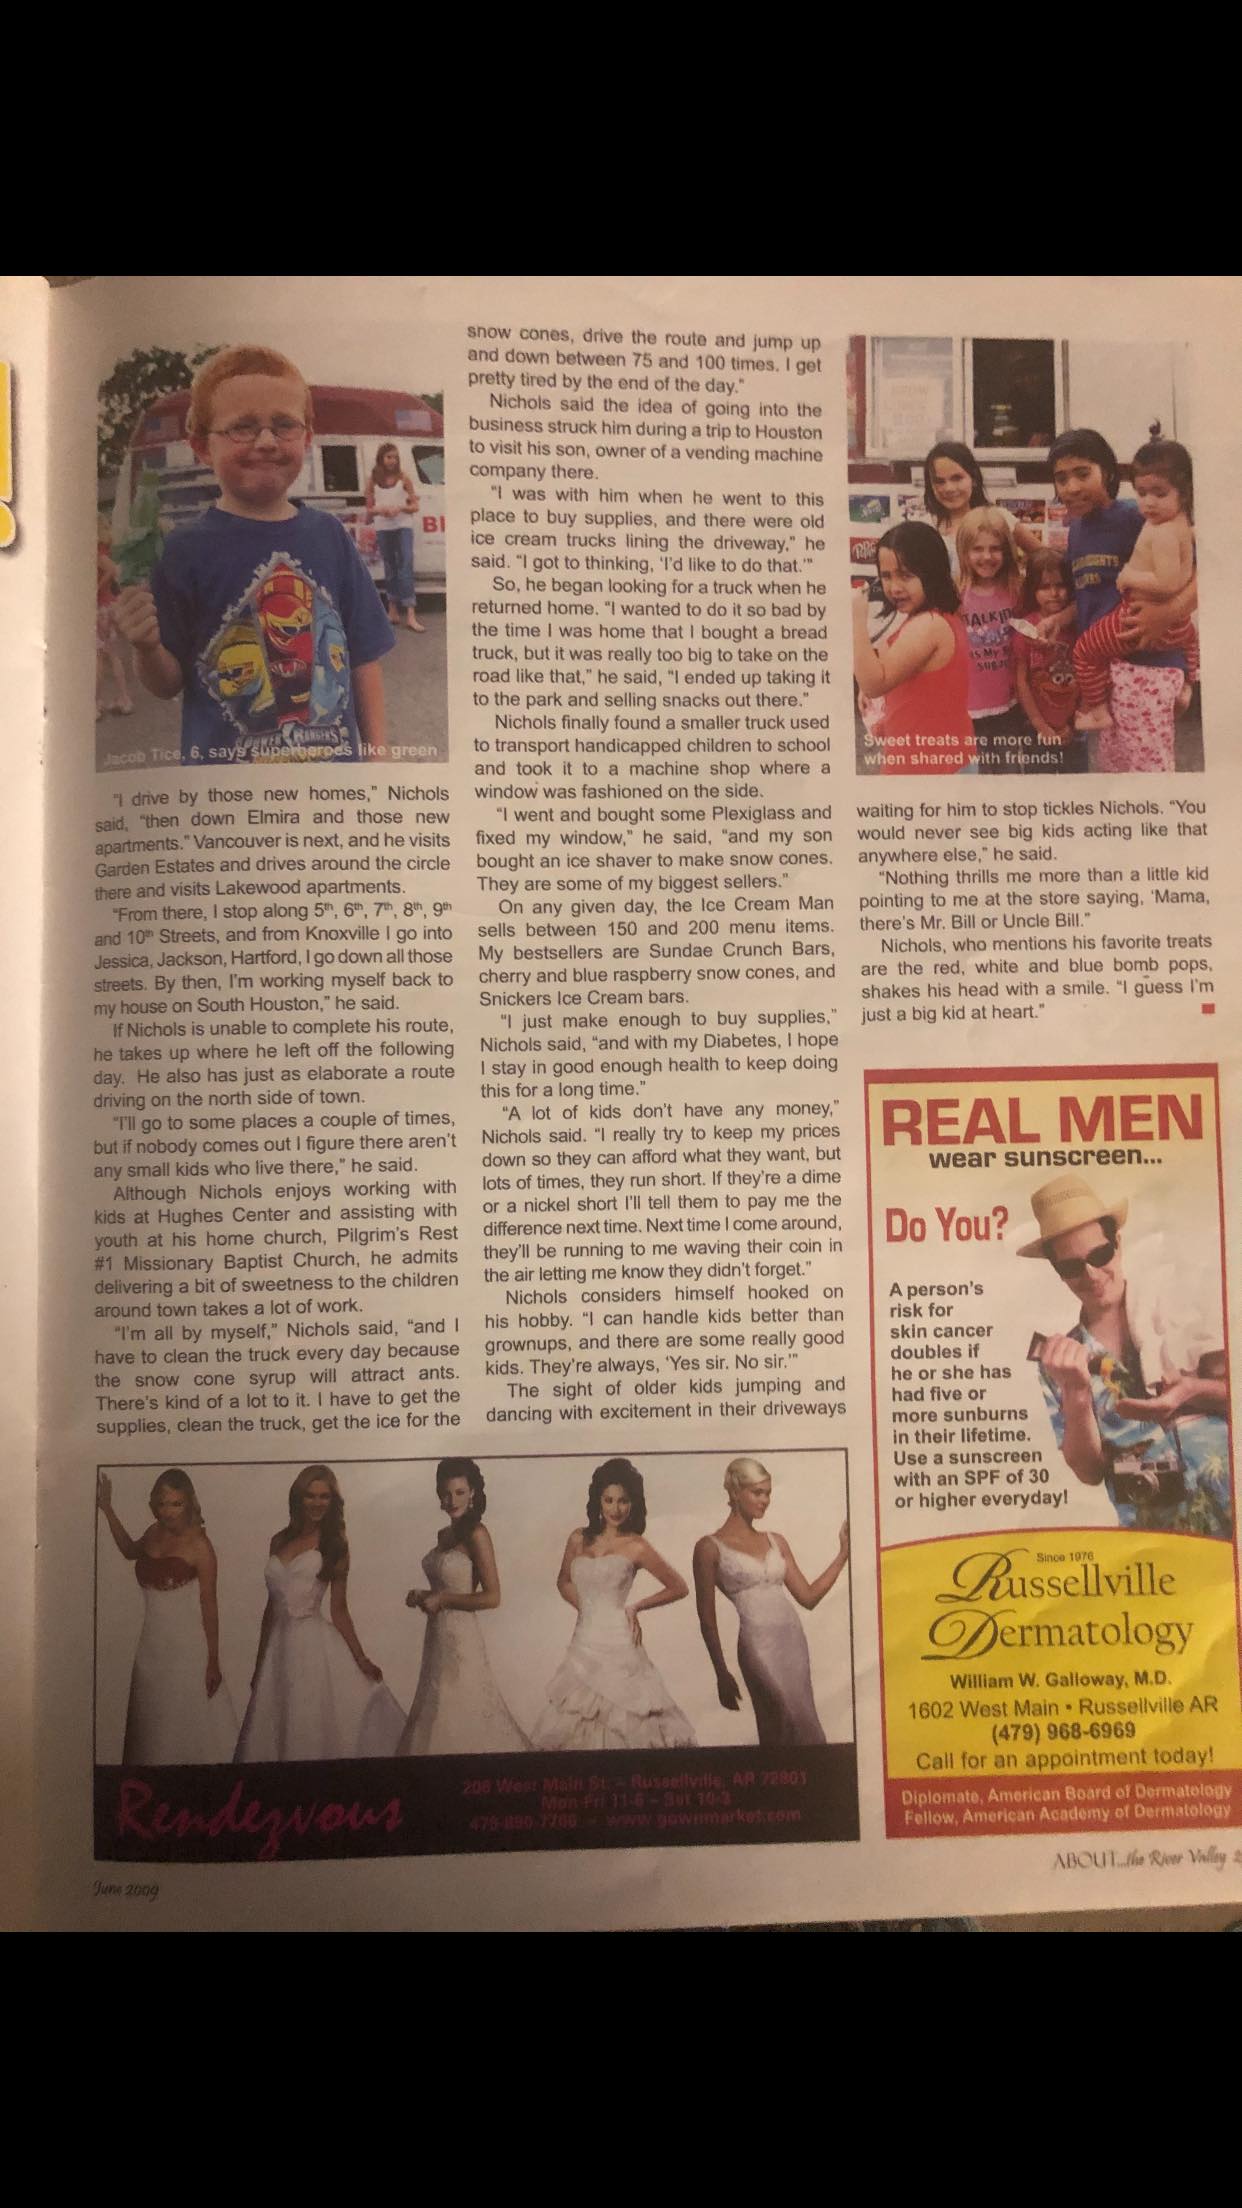 BI
POWER RANGERS
Jacob Tice, 6, says superheroes like green
"I drive by those new homes," Nichols
said, "then down Elmira and those new
apartments." Vancouver is next, and he visits
Garden Estates and drives around the circle
there and visits Lakewood apartments.
"From there, I stop along 5th, 6th, 7th, 8th, 9th
and 10th Streets, and from Knoxville I go into
Jessica, Jackson, Hartford, I go down all those
streets. By then, I'm working myself back to
my house on South Houston," he said.
If Nichols is unable to complete his route,
he takes up where he left off the following
day. He also has just as elaborate a route
driving on the north side of town.
"I'll go to some places a couple of times,
but if nobody comes out I figure there aren't
any small kids who live there," he said.
Although Nichols enjoys working with
kids at Hughes Center and assisting with
youth at his home church, Pilgrim's Rest
#1 Missionary Baptist Church, he admits
delivering a bit of sweetness to the children
around town takes a lot of work.
"I'm all by myself," Nichols said, "and I
have to clean the truck every day because
the snow cone syrup will attract ants.
There's kind of a lot to it. I have to get the
supplies, clean the truck, get the ice for the
snow cones, drive the route and jump up
and down between 75 and 100 times. I get
pretty tired by the end of the day."
Nichols said the idea of going into the
business struck him during a trip to Houston
to visit his son, owner of a vending machine
company there.
"I was with him when he went to this
place to buy supplies, and there were old
ice cream trucks lining the driveway," he
said. "I got to thinking, 'I'd like to do that.'"
So, he began looking for a truck when he
returned home. "I wanted to do it so bad by
the time I was home that I bought a bread
truck, but it was really too big to take on the
road like that," he said, "I ended up taking it
to the park and selling snacks out there."
Nichols finally found a smaller truck used
to transport handicapped children to school
and took it to a machine shop where a
window was fashioned on the side.
"I went and bought some Plexiglass and
fixed my window," he said, "and my son
bought an ice shaver to make snow cones.
They are some of my biggest sellers."
On any given day, the Ice Cream Man
sells between 150 and 200 menu items.
My bestsellers are Sundae Crunch Bars,
cherry and blue raspberry snow cones, and
Snickers Ice Cream bars.
"I just make enough to buy supplies,"
Nichols said, "and with my Diabetes, I hope
I stay in good enough health to keep doing
this for a long time."
"A lot of kids don't have any money,"
Nichols said. "I really try to keep my prices
down so they can afford what they want, but
lots of times, they run short. If they're a dime
or a nickel short I'll tell them to pay me the
difference next time. Next time I come around,
they'll be running to me waving their coin in
the air letting me know they didn't forget."
Nichols considers himself hooked on
his hobby. "I can handle kids better than
grownups, and there are some really good
kids. They're always, 'Yes sir. No sir.'"
The sight of older kids jumping and
dancing with excitement in their driveways
TALKI
IS MY
SUBJ
Sweet treats are more fun
when shared with friends!
waiting for him to stop tickles Nichols. "You
would never see big kids acting like that
anywhere else," he said.
"Nothing thrills me more than a little kid
pointing to me at the store saying, 'Mama,
there's Mr. Bill or Uncle Bill."
Nichols, who mentions his favorite treats
are the red, white and blue bomb pops,
shakes his head with a smile. "I guess I'm
just a big kid at heart."
REAL MEN
wear sunscreen...
Do You?
A person's
risk for
skin cancer
doubles if
he or she has
had five or
more sunburns
in their lifetime.
Use a sunscreen
with an SPF of 30
or higher everyday!
Since 1976
Russellville
Dermatology
William W. Galloway, M.D.
1602 West Main • Russellville AR
(479) 968-6969
Call for an appointment today!
Diplomate, American Board of Dermatology
Fellow, American Academy of Dermatology
Rendezvous
208 West Main St. ~ Russellville, AR 72801
Mon-Fri 11-6 ~ Sat 10-3
www.gownmarket.com
June 2009
ABOUT...the River Valley 2